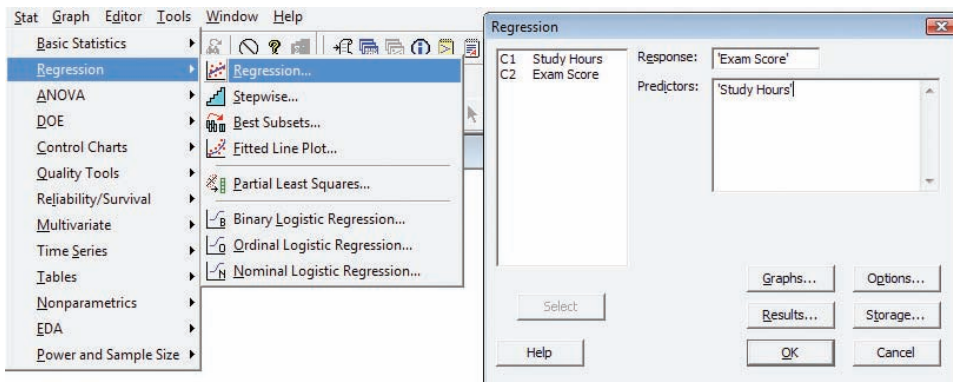 Stat Graph Editor Tools Window Help
Basic Statistics
Regression
ANOVA
DOE
Control Charts
Quality Tools
Reliability/Survival
Multivariate
Time Series
Tables
Nonparametrics
EDA
Power and Sample Size
Regression...
Stepwise...
Best Subsets...
Fitted Line Plot...
Partial Least Squares...
Binary Logistic Regression...
Ordinal Logistic Regression...
Nominal Logistic Regression...
Regression
C1 Study Hours
C2 Exam Score
Response: 'Exam Score'
Predictors: 'Study Hours'
Graphs... Options...
Select
Results... Storage...
Help OK Cancel